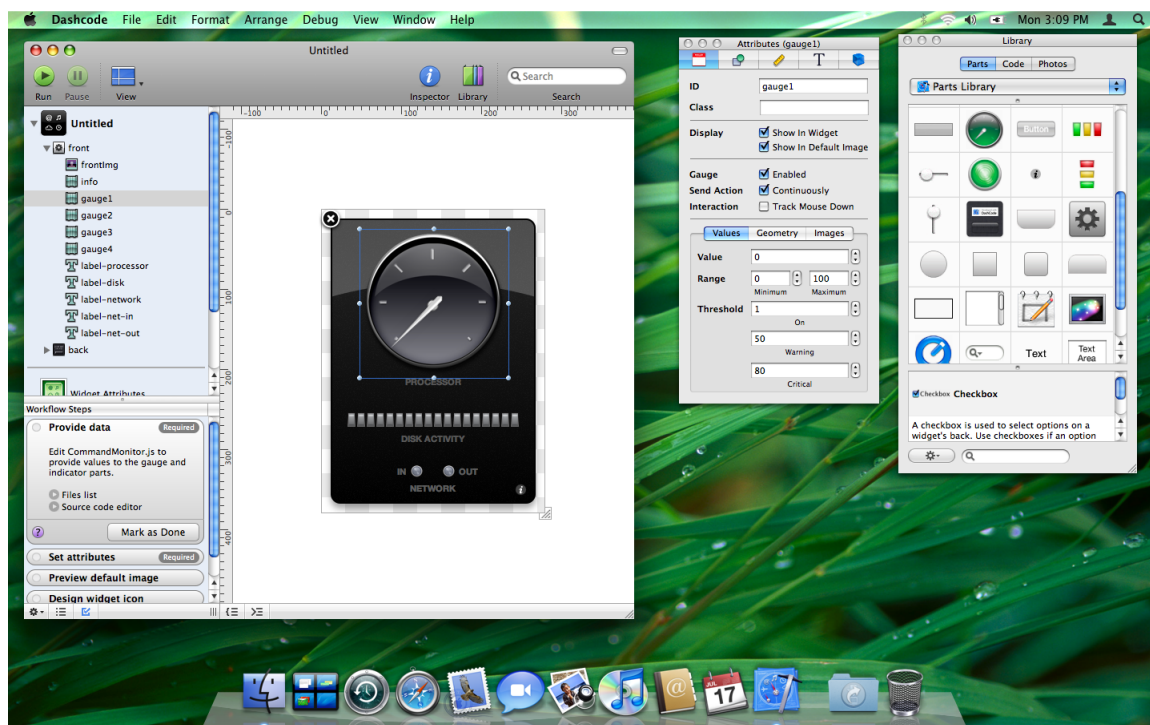 Dashcode File Edit Format Arrange Debug View Window Help
Mon 3:09 PM
Untitled
Run Pause View
Inspector Library
Search
Search
Untitled
front
frontImg
info
gauge1
gauge2
gauge3
gauge4
label-processor
label-disk
label-network
label-net-in
label-net-out
back
Widget Attributes
Workflow Steps
Provide data Required
Edit CommandMonitor.js to
provide values to the gauge and
indicator parts.
Files list
Source code editor
? Mark as Done
Set attributes Required
Preview default image
Design widget icon
-100 0 100 200 300
-100
0
100
200
300
400
PROCESSOR
DISK ACTIVITY
IN OUT
NETWORK
i
Attributes (gauge1)
T
ID gauge1
Class
Display Show In Widget
Show In Default Image
Gauge Enabled
Send Action Continuously
Interaction Track Mouse Down
Values Geometry Images
Value 0
Range 0 100
Minimum Maximum
Threshold 1
On
50
Warning
80
Critical
Library
Parts Code Photos
Parts Library
Button
i
? ? ?
Text
Text
Area
Checkbox Checkbox
A checkbox is used to select options on a
widget's back. Use checkboxes if an option
JUL
17